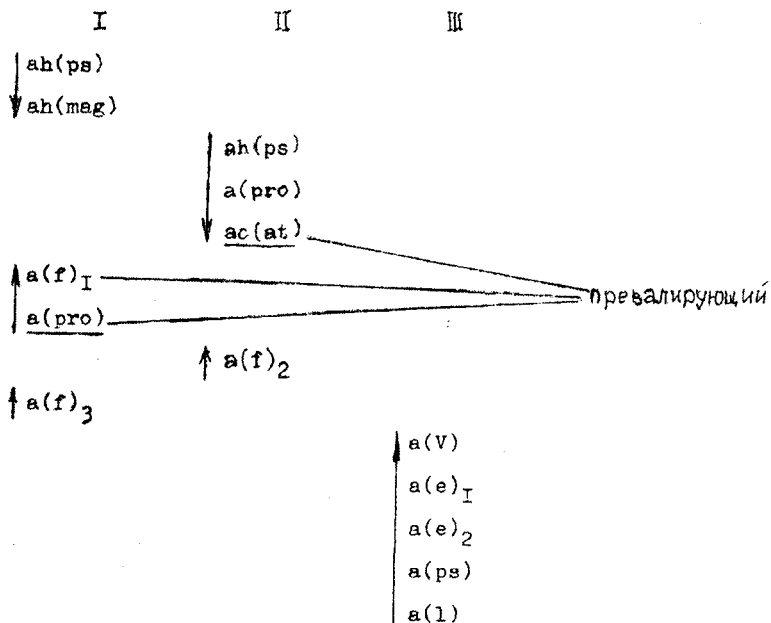 I II III
ah(ps)
ah(mag)
ah(ps)
a(pro)
ac(at)
a(f)I
превалирующий
a(pro)
a(f)2
a(f)3
a(V)
a(e)I
a(e)2
a(ps)
a(l)